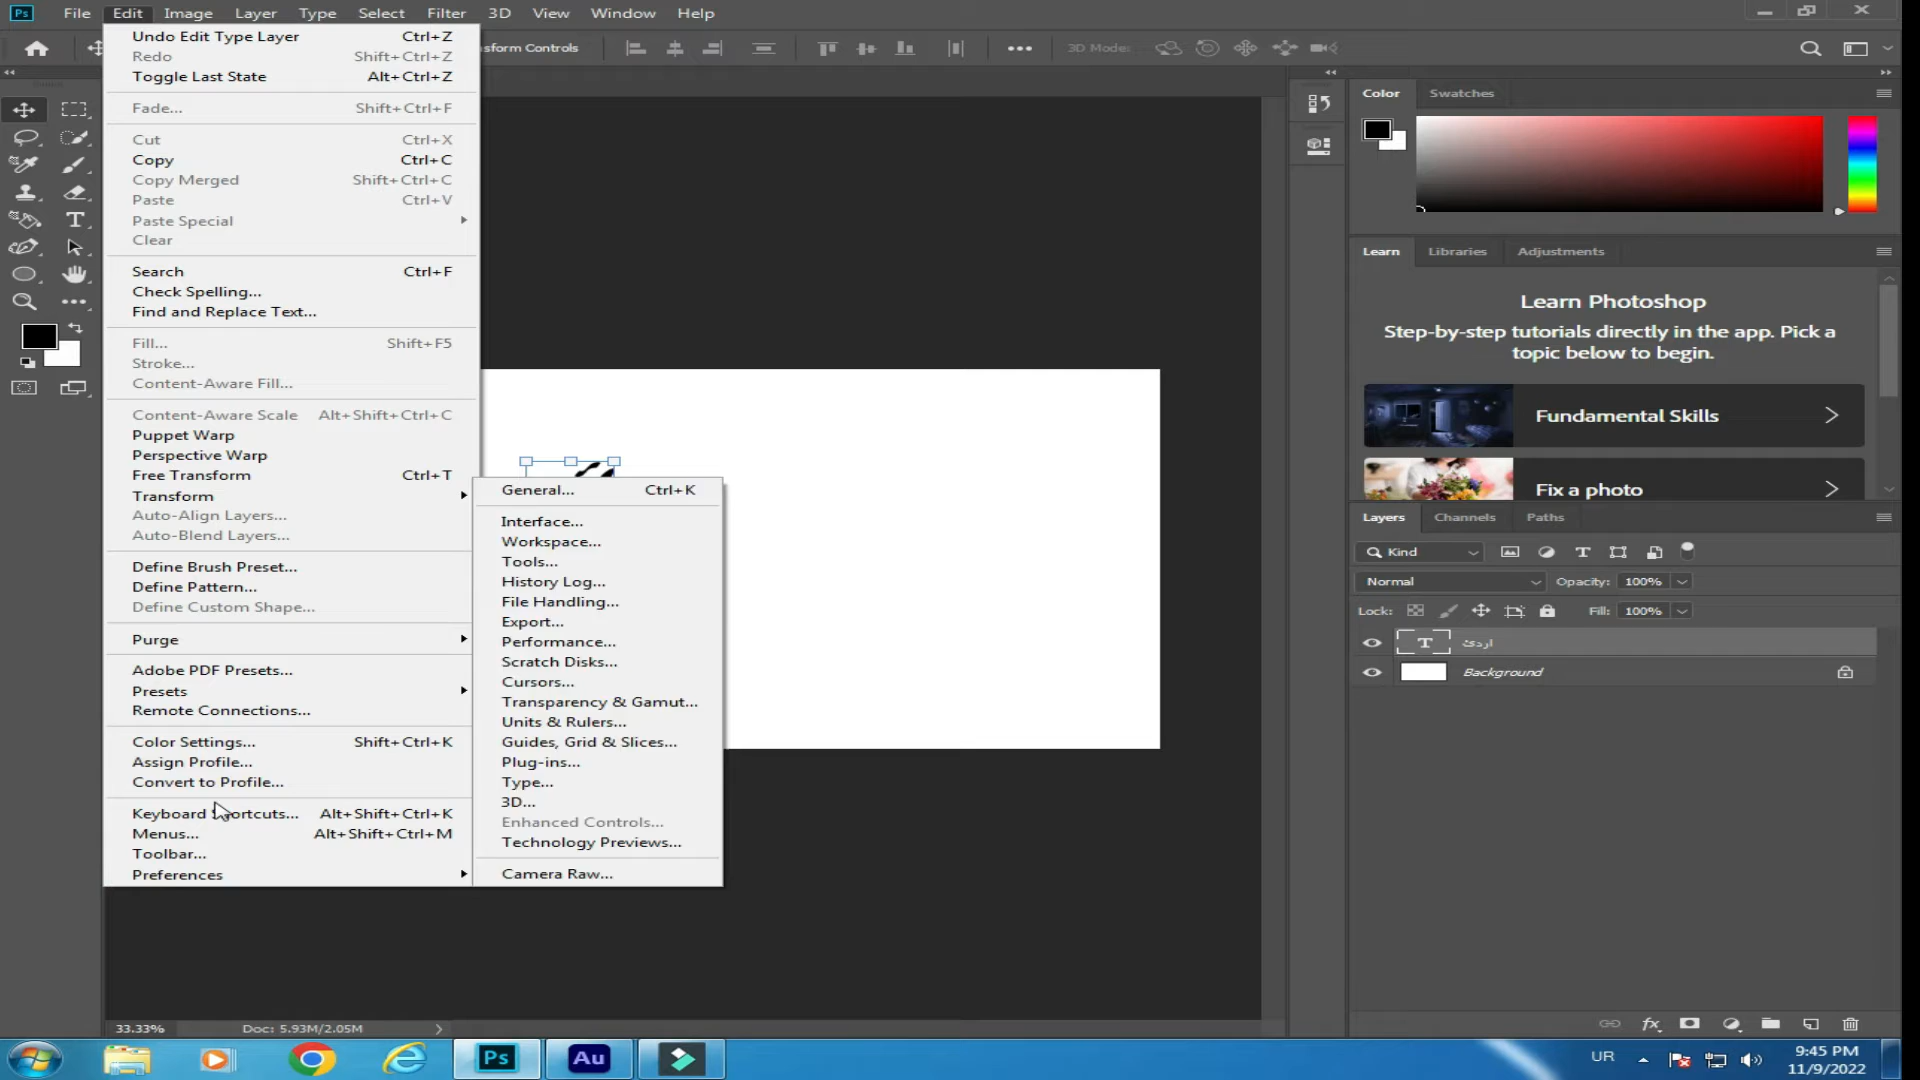 Ps File Edit Image Layer Type Select Filter 3D View Window Help
sform Controls
3D Mode:
Undo Edit Type Layer Ctrl+Z
Redo Shift+Ctrl+Z
Toggle Last State Alt+Ctrl+Z
Fade... Shift+Ctrl+F
Cut Ctrl+X
Copy Ctrl+C
Copy Merged Shift+Ctrl+C
Paste Ctrl+V
Paste Special
Clear
Search Ctrl+F
Check Spelling...
Find and Replace Text...
Fill... Shift+F5
Stroke...
Content-Aware Fill...
Content-Aware Scale Alt+Shift+Ctrl+C
Puppet Warp
Perspective Warp
Free Transform Ctrl+T
Transform
Auto-Align Layers...
Auto-Blend Layers...
Define Brush Preset...
Define Pattern...
Define Custom Shape...
Purge
Adobe PDF Presets...
Presets
Remote Connections...
Color Settings... Shift+Ctrl+K
Assign Profile...
Convert to Profile...
Keyboard Shortcuts... Alt+Shift+Ctrl+K
Menus... Alt+Shift+Ctrl+M
Toolbar...
Preferences
General... Ctrl+K
Interface...
Workspace...
Tools...
History Log...
File Handling...
Export...
Performance...
Scratch Disks...
Cursors...
Transparency & Gamut...
Units & Rulers...
Guides, Grid & Slices...
Plug-ins...
Type...
3D...
Enhanced Controls...
Technology Previews...
Camera Raw...
Color Swatches
Learn Libraries Adjustments
Learn Photoshop
Step-by-step tutorials directly in the app. Pick a
topic below to begin.
Fundamental Skills
Fix a photo
Layers Channels Paths
Kind
Normal Opacity: 100%
Lock: Fill: 100%
T اردئ
Background
33.33% Doc: 5.93M/2.05M
Ps Au UR 9:45 PM
11/9/2022